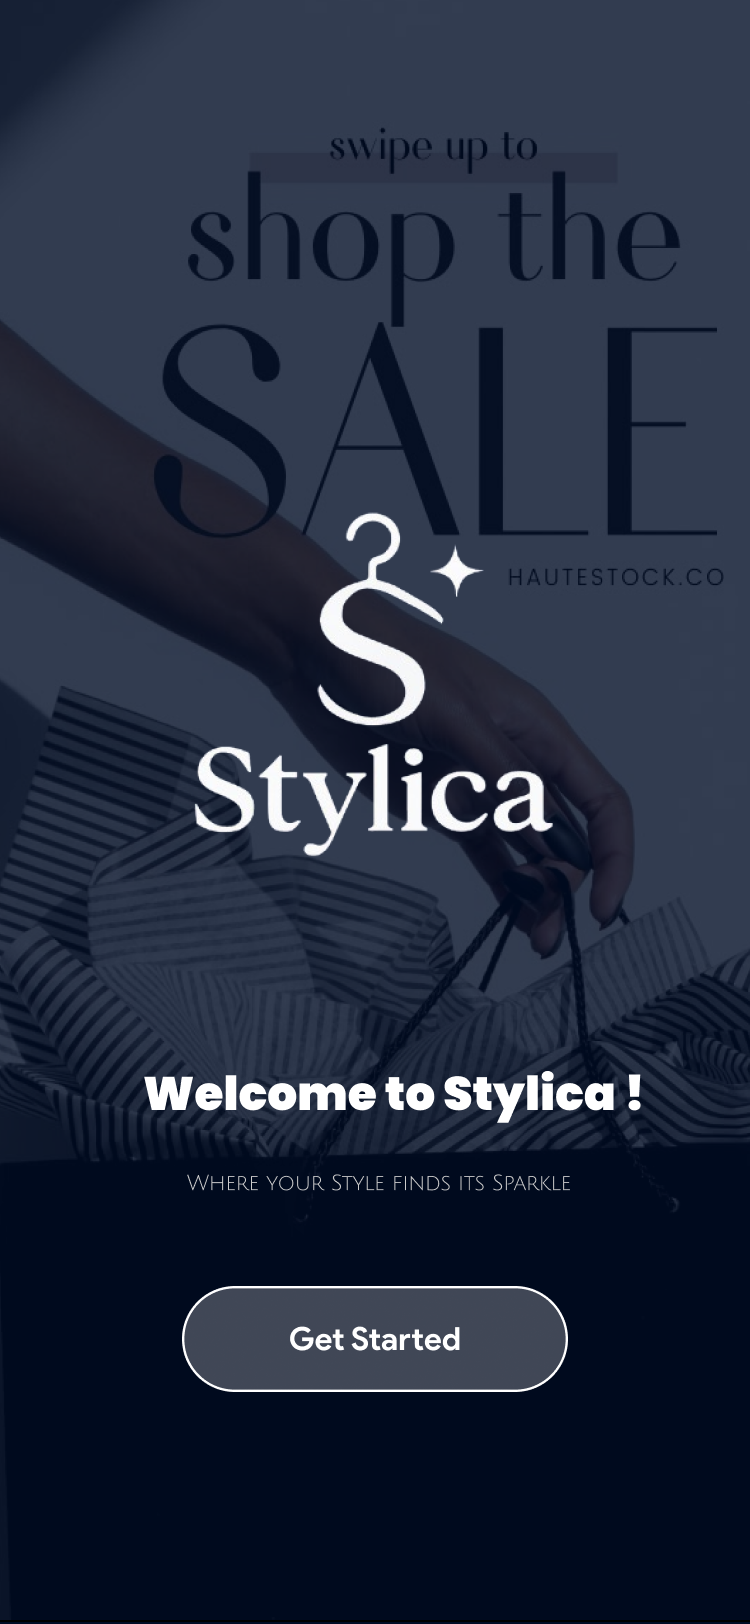 swipe up to
shop the
SALE
HAUTESTOCK.CO
Stylica
Welcome to Stylica !
Where your Style finds its Sparkle
Get Started